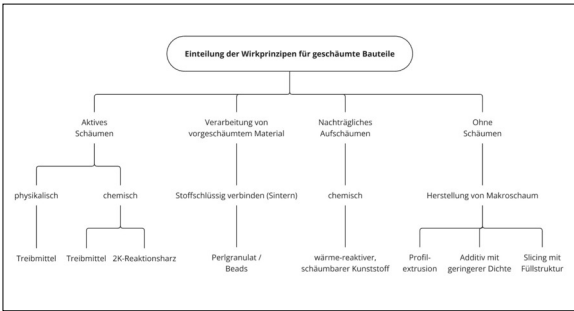 Einteilung der Wirkprinzipen für geschäumte Bauteile
Aktives
Schäumen
Verarbeitung von
vorgeschäumtem Material
Nachträgliches
Aufschäumen
Ohne
Schäumen
physikalisch
chemisch
Stoffschlüssig verbinden (Sintern)
chemisch
Herstellung von Makroschaum
Treibmittel
Treibmittel
2K-Reaktionsharz
Perlgranulat /
Beads
wärme-reaktiver,
schäumbarer Kunststoff
Profil-
extrusion
Additiv mit
geringerer Dichte
Slicing mit
Füllstruktur